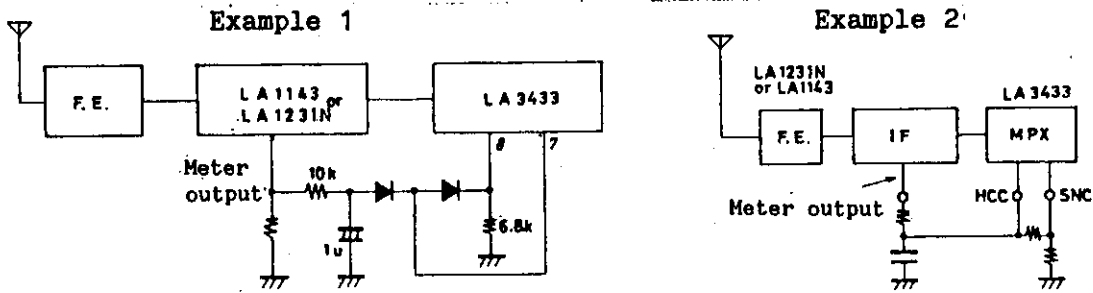 Example 1
F.E.
LA1143
or
LA1231N
LA3433
8
7
Meter
output
10k
1u
6.8k
Example 2
LA1231N
or LA1143
F.E.
IF
LA3433
MPX
Meter output
HCC
SNC